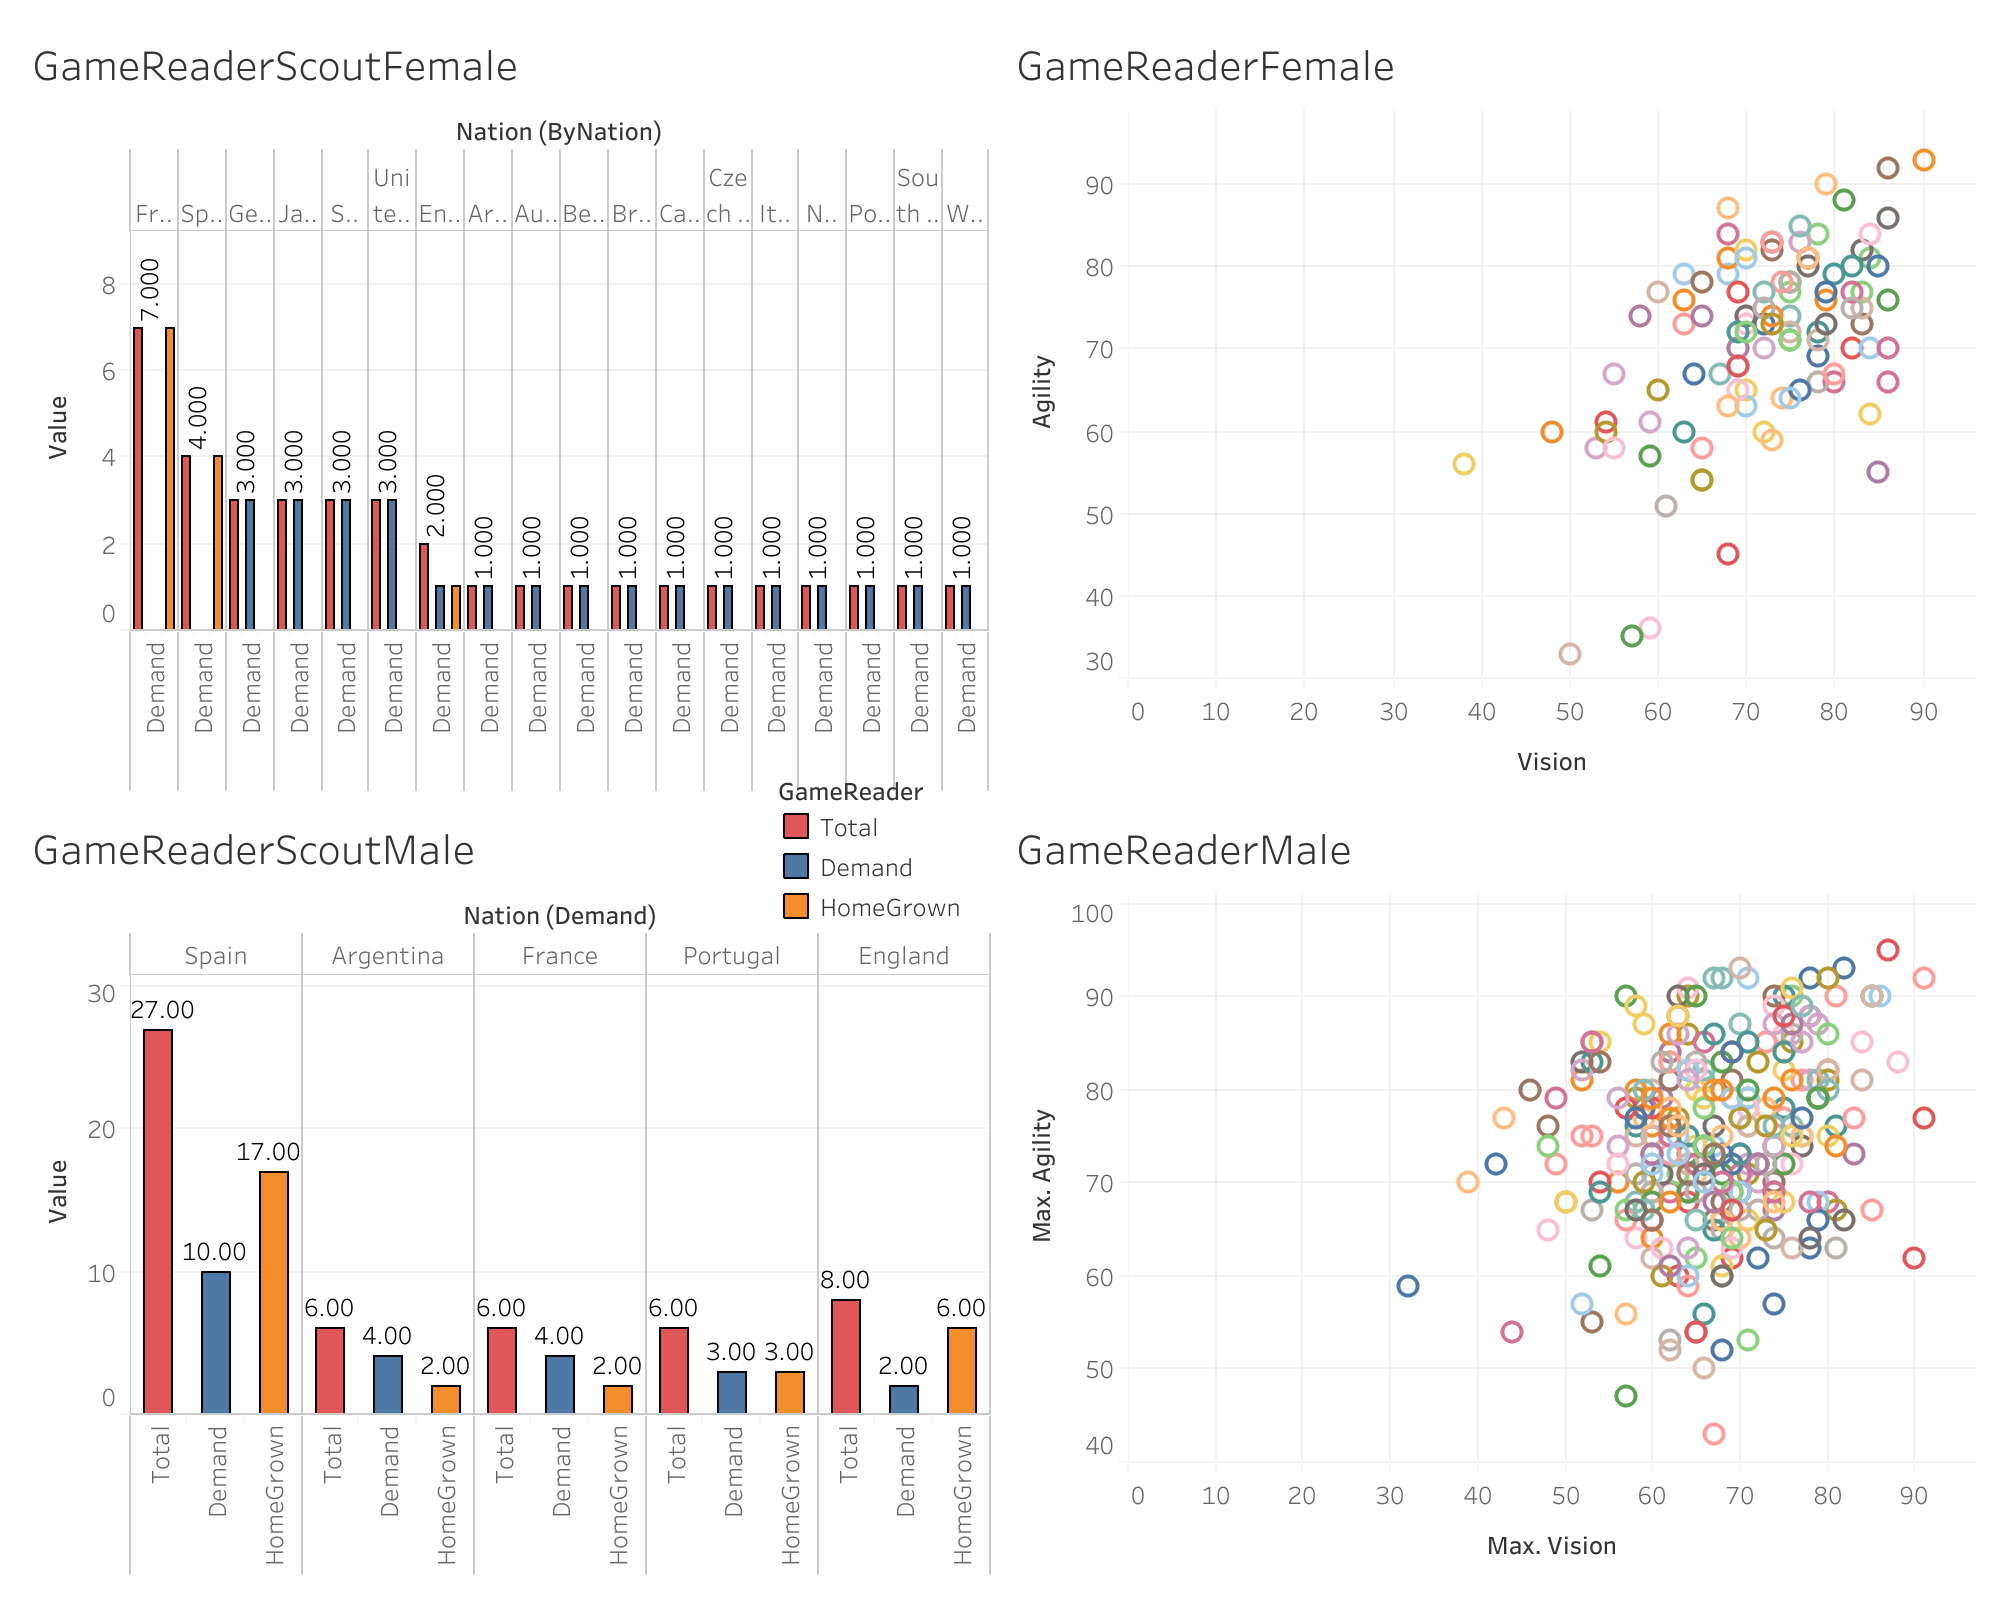 GameReaderScoutFemale
Nation (ByNation)
Fr.. Sp.. Ge.. Ja.. S.. Uni te.. En.. Ar.. Au.. Be.. Br.. Ca.. Cze ch .. It.. N.. Po.. Sou th .. W..
Value
8
6
4
2
0
7.000 4.000 3.000 3.000 3.000 3.000 2.000 1.000 1.000 1.000 1.000 1.000 1.000 1.000 1.000 1.000 1.000 1.000
Demand Demand Demand Demand Demand Demand Demand Demand Demand Demand Demand Demand Demand Demand Demand Demand Demand Demand
GameReaderFemale
Agility
90
80
70
60
50
40
30
0 10 20 30 40 50 60 70 80 90
Vision
GameReader
Total
Demand
HomeGrown
GameReaderScoutMale
Nation (Demand)
Spain Argentina France Portugal England
Value
30
20
10
0
27.00 10.00 17.00 6.00 4.00 2.00 6.00 4.00 2.00 6.00 3.00 3.00 8.00 2.00 6.00
Total Demand HomeGrown Total Demand HomeGrown Total Demand HomeGrown Total Demand HomeGrown Total Demand HomeGrown
GameReaderMale
Max. Agility
100
90
80
70
60
50
40
0 10 20 30 40 50 60 70 80 90
Max. Vision